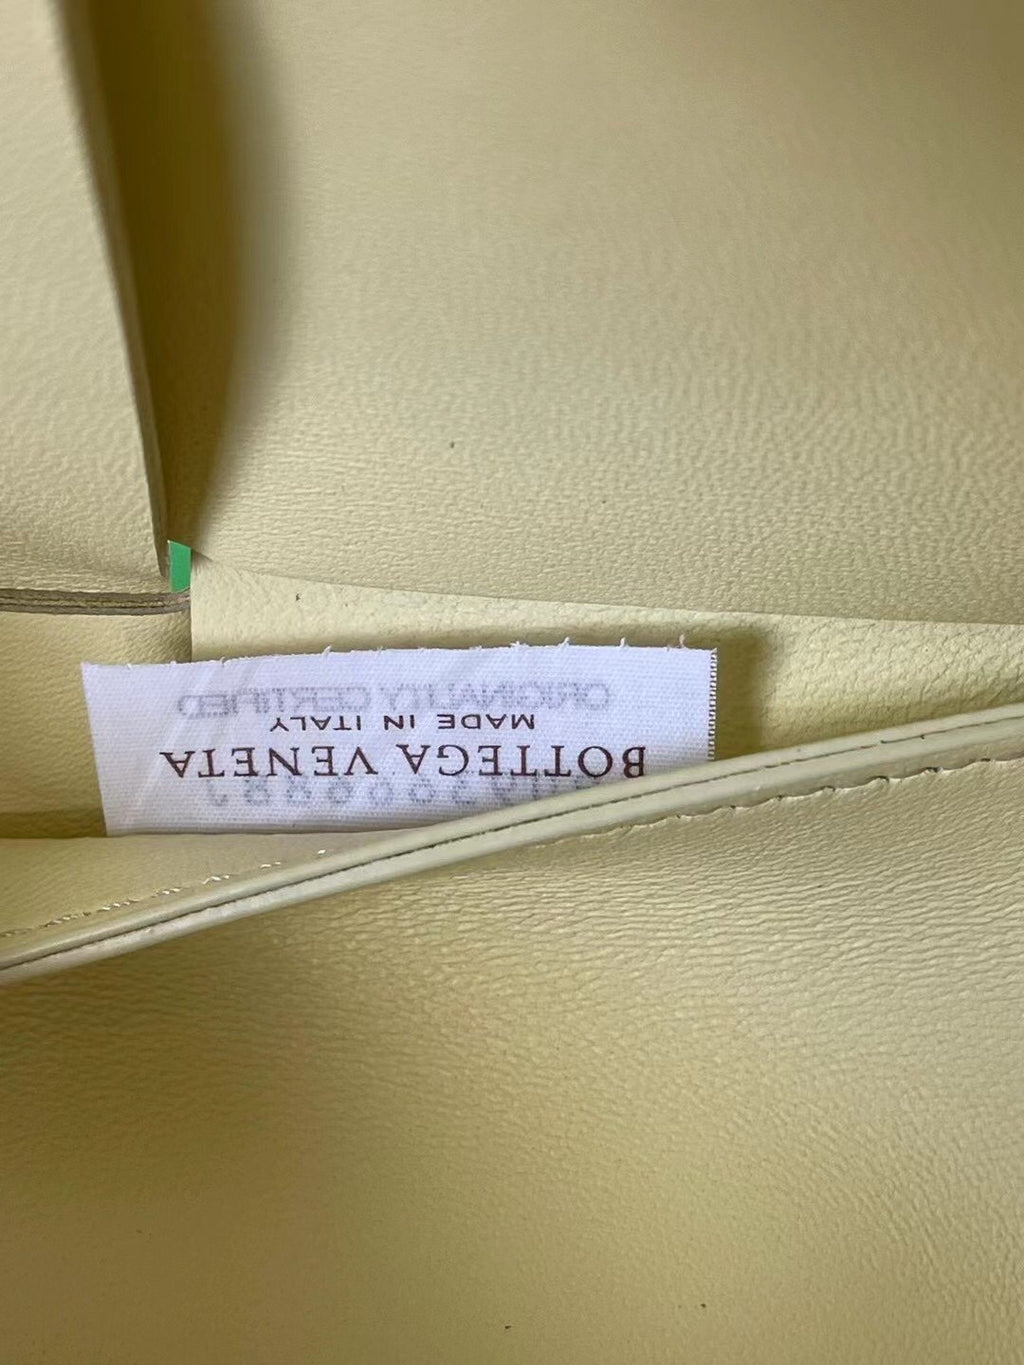 BOTTEGA VENETA
MADE IN ITALY
ORIGINALITY CERTIFIED